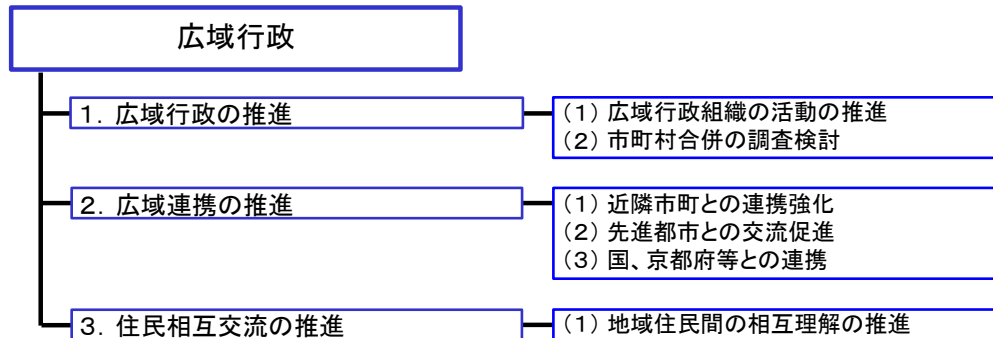 広域行政
1. 広域行政の推進
(1) 広域行政組織の活動の推進
(2) 市町村合併の調査検討
2. 広域連携の推進
(1) 近隣市町との連携強化
(2) 先進都市との交流促進
(3) 国、京都府等との連携
3. 住民相互交流の推進
(1) 地域住民間の相互理解の推進